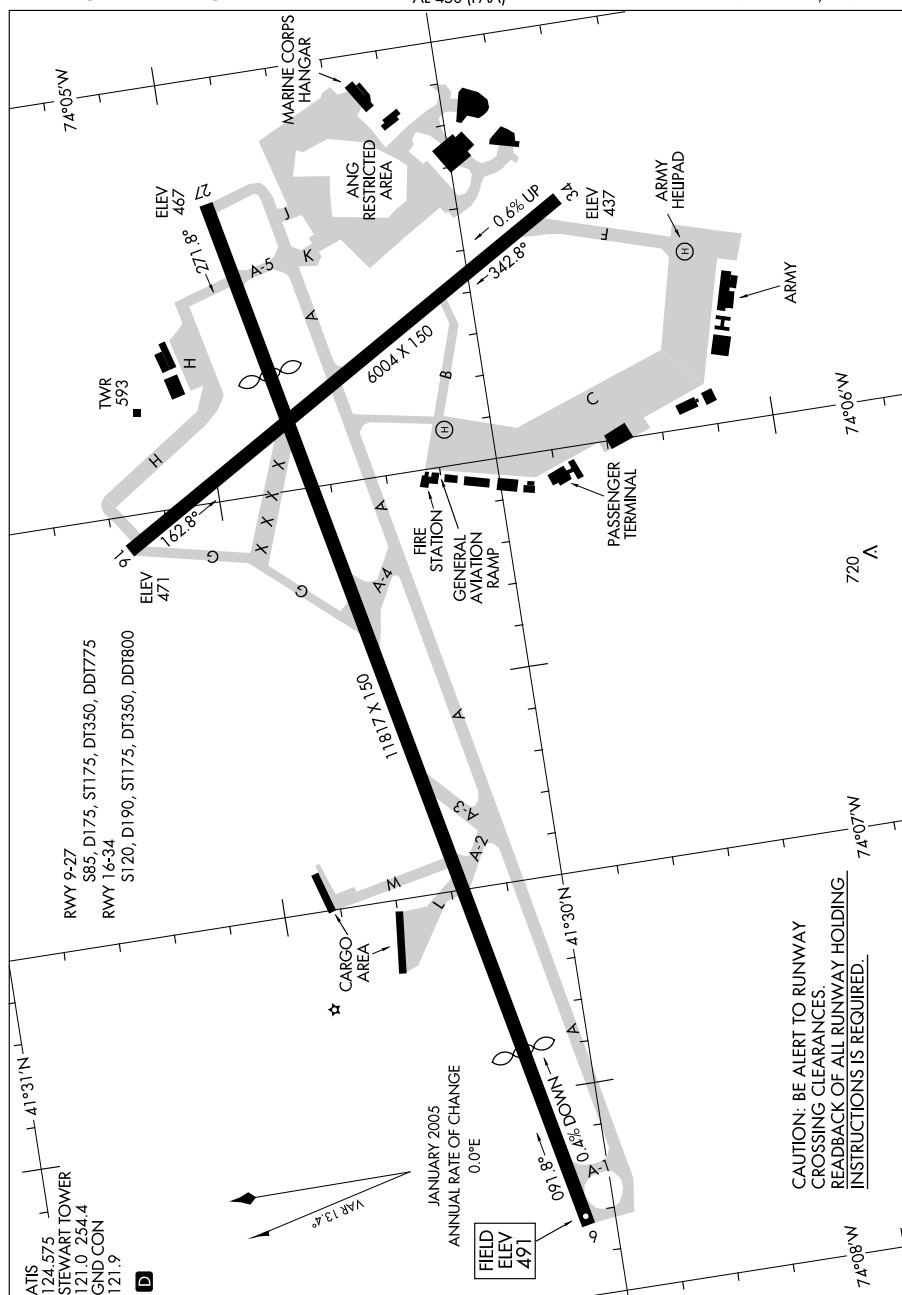 AL-450 (FAA)
ATIS
124.575
STEWART TOWER
121.0 254.4
GND CON
121.9
D
41°31'N
RWY 9-27
S85, D175, ST175, DT350, DDT775
RWY 16-34
S120, D190, ST175, DT350, DDT800
TWR
593
ELEV
467
27
271.8°
74°05'W
MARINE CORPS
HANGAR
ANG
RESTRICTED
AREA
J
K
A-5
A
H
H
16
162.8°
ELEV
471
G
G
X X X X
6004 X 150
B
H
0.6% UP
342.8°
34
ELEV
437
F
ARMY
HELIPAD
H
ARMY
C
74°06'W
PASSENGER
TERMINAL
FIRE
STATION
GENERAL
AVIATION
RAMP
720
A
A-4
11817 X 150
A
A-3
A-2
W
L
CARGO
AREA
41°30'N
74°07'W
A
A-1
0.4% DOWN
091.8°
9
FIELD
ELEV
491
VAR 13.4°
JANUARY 2005
ANNUAL RATE OF CHANGE
0.0°E
CAUTION: BE ALERT TO RUNWAY
CROSSING CLEARANCES.
READBACK OF ALL RUNWAY HOLDING
INSTRUCTIONS IS REQUIRED.
74°08'W